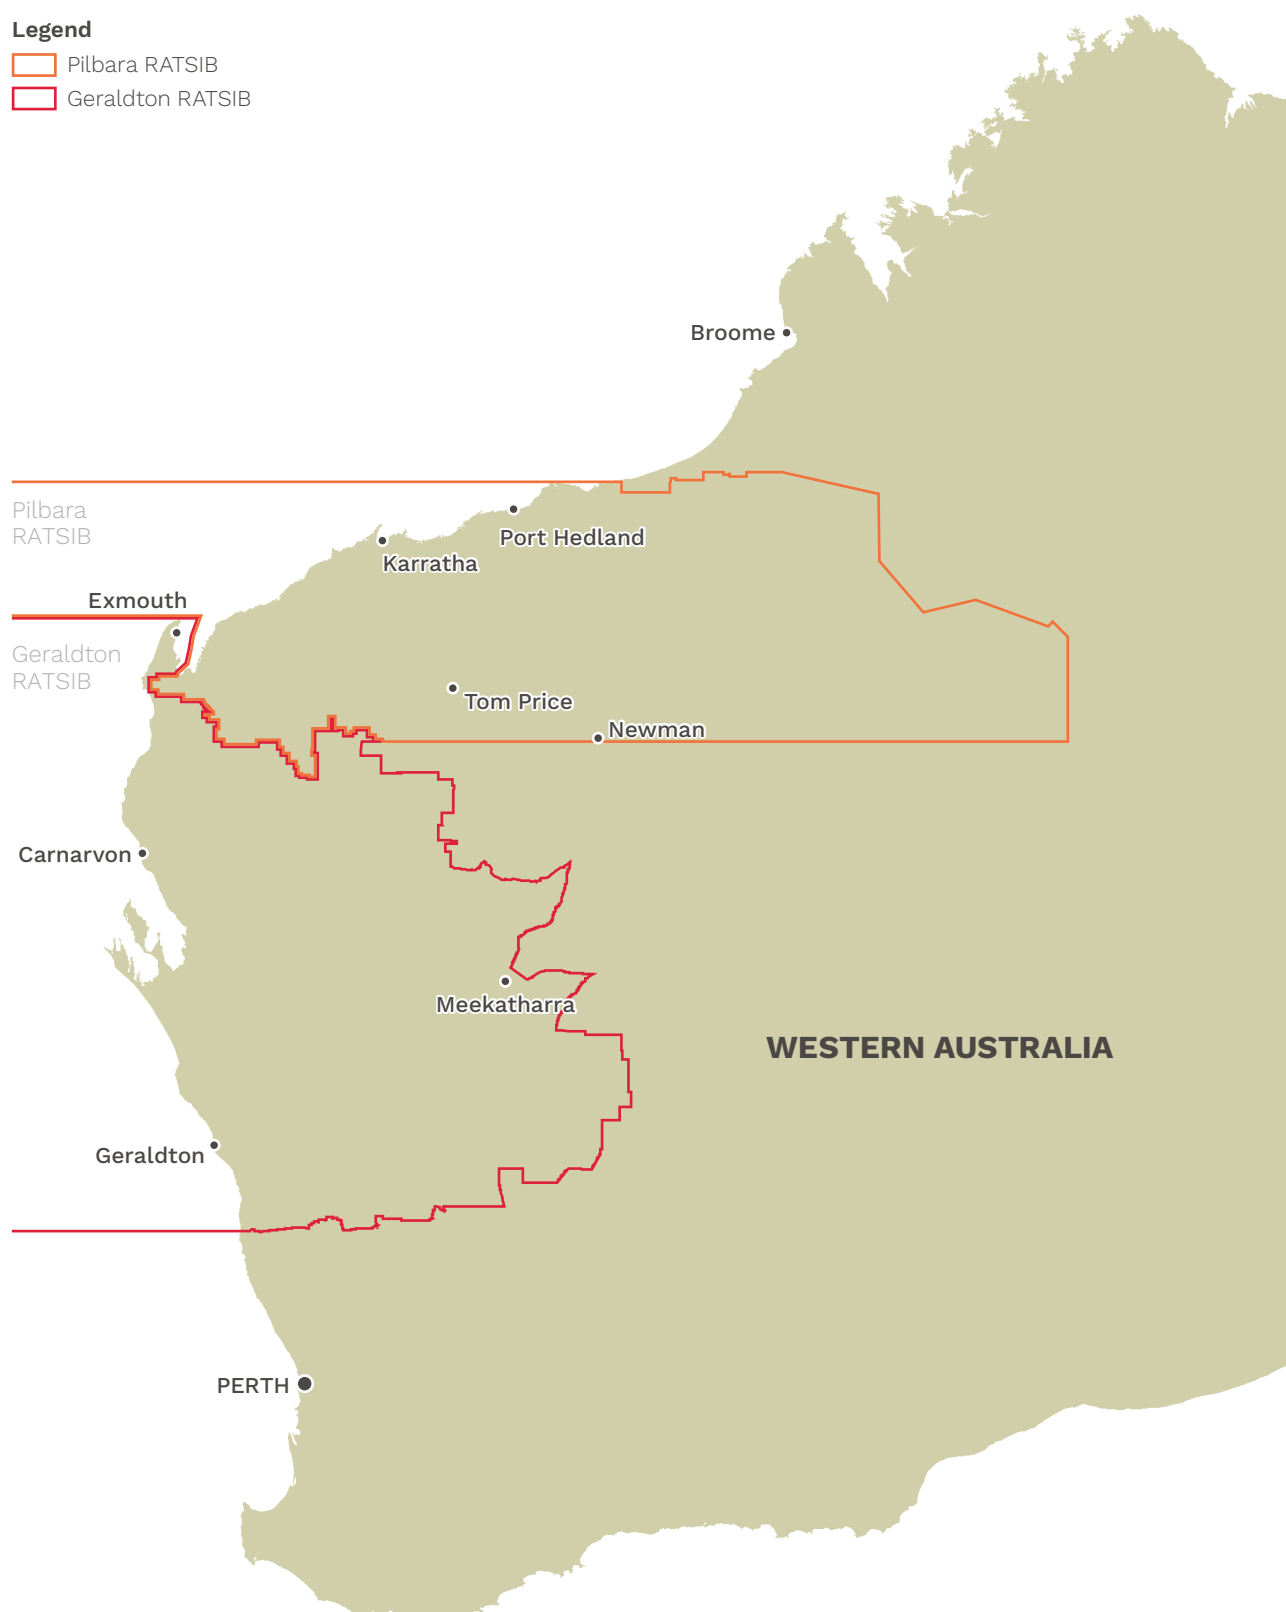 Legend
Pilbara RATSIB
Geraldton RATSIB
Broome
Pilbara
RATSIB
Port Hedland
Karratha
Exmouth
Geraldton
RATSIB
Tom Price
Newman
Carnarvon
Meekatharra
WESTERN AUSTRALIA
Geraldton
PERTH